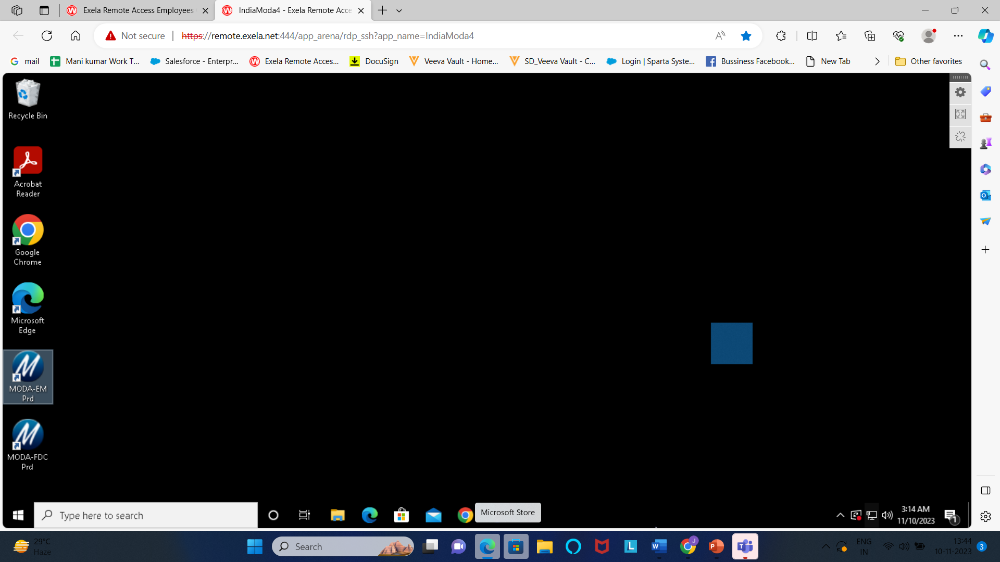 Exela Remote Access Employees
IndiaModa4 - Exela Remote Acce
Not secure
https://remote.exela.net:444/app_arena/rdp_ssh?app_name=IndiaModa4
mail
Mani kumar Work T...
Salesforce - Enterpr...
Exela Remote Acces...
DocuSign
Veeva Vault - Home...
SD_Veeva Vault - C...
Login | Sparta Syste...
Bussiness Facebook...
New Tab
Other favorites
Recycle Bin
Acrobat
Reader
Google
Chrome
Microsoft
Edge
MODA-EM
Prd
MODA-FDC
Prd
Type here to search
Microsoft Store
3:14 AM
11/10/2023
1
29°C
Haze
Search
ENG
IN
13:44
10-11-2023
3